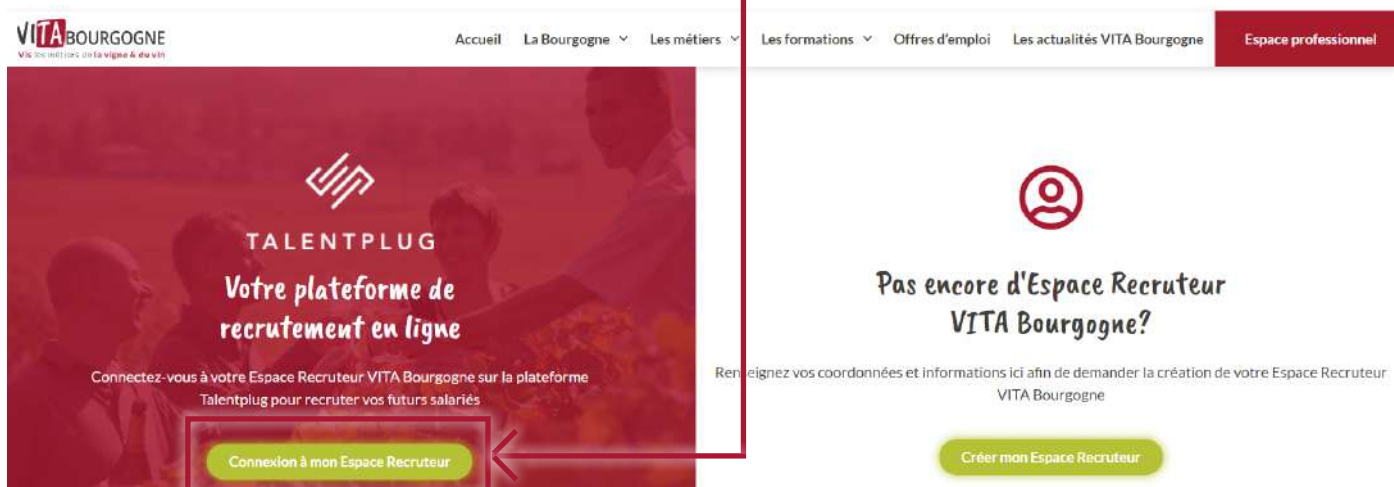 VITABOURGOGNE
Vis les métiers de la vigne & du vin
Accueil La Bourgogne Les métiers Les formations Offres d'emploi Les actualités VITA Bourgogne Espace professionnel
TALENTPLUG
Votre plateforme de
recrutement en ligne
Connectez-vous à votre Espace Recruteur VITA Bourgogne sur la plateforme
Talentplug pour recruter vos futurs salariés
Connexion à mon Espace Recruteur
Pas encore d'Espace Recruteur
VITA Bourgogne?
Renseignez vos coordonnées et informations ici afin de demander la création de votre Espace Recruteur
VITA Bourgogne
Créer mon Espace Recruteur